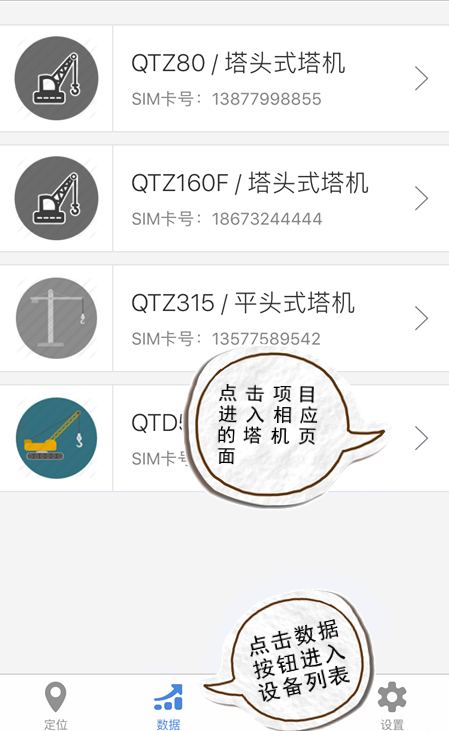 QTZ80 / 塔头式塔机
SIM卡号：13877998855
QTZ160F / 塔头式塔机
SIM卡号：18673244444
QTZ315 / 平头式塔机
SIM卡号：13577589542
QTD
SIM卡号
点击项目
进入相应
的塔机页
面
点击数据
按钮进入
设备列表
定位
数据
设置